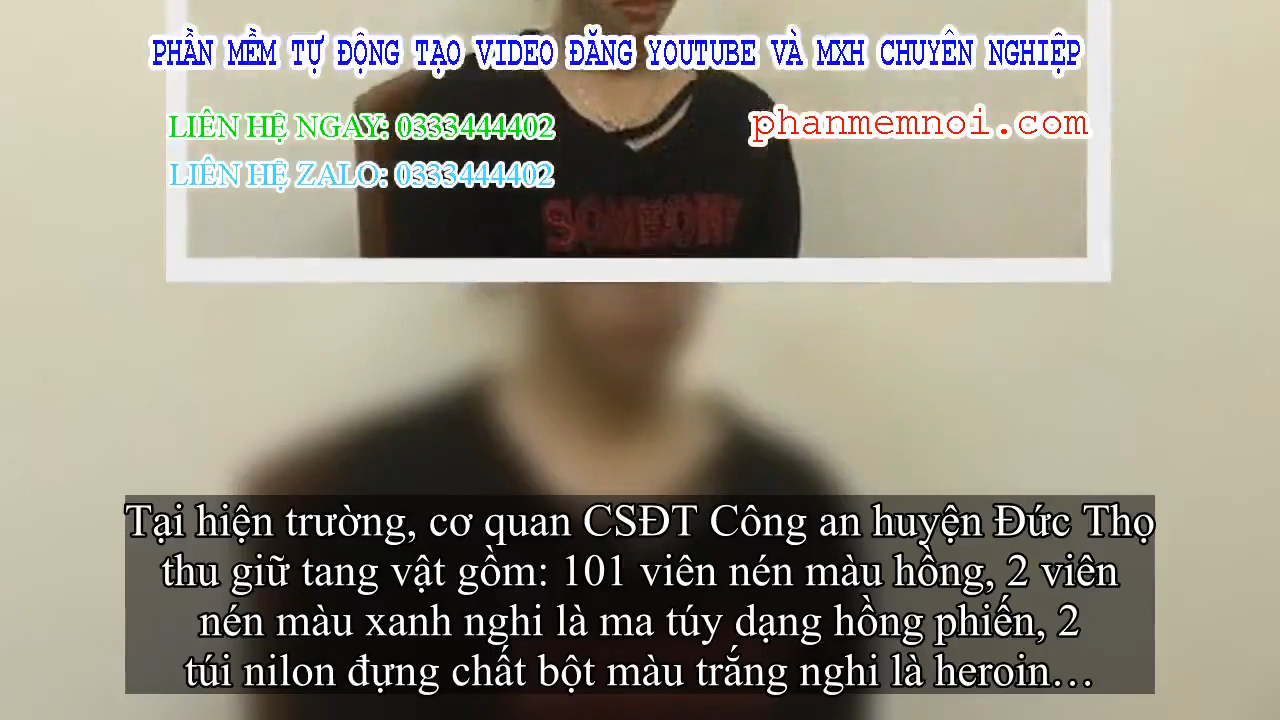 PHẦN MỀM TỰ ĐỘNG TẠO VIDEO ĐĂNG YOUTUBE VÀ MXH CHUYÊN NGHIỆP
LIÊN HỆ NGAY: 0333444402
phanmemnoi.com
LIÊN HỆ ZALO: 0333444402
Tại hiện trường, cơ quan CSĐT Công an huyện Đức Thọ
thu giữ tang vật gồm: 101 viên nén màu hồng, 2 viên
nén màu xanh nghi là ma túy dạng hồng phiến, 2
túi nilon đựng chất bột màu trắng nghi là heroin…